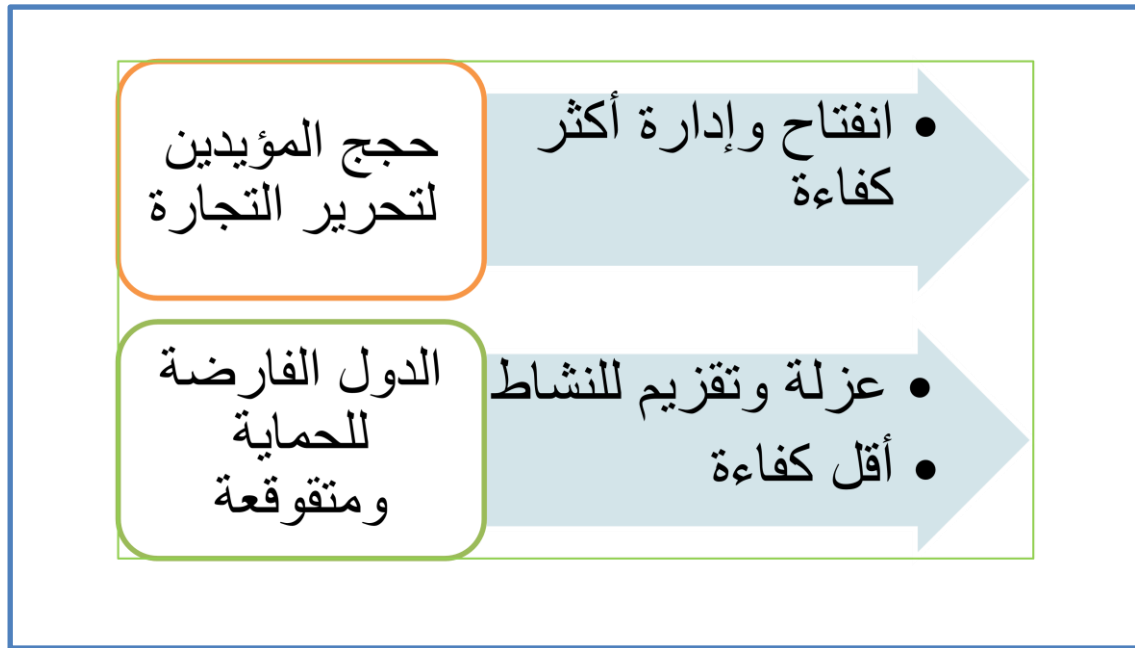 حجج المؤيدين
لتحرير التجارة
• انفتاح وإدارة أكثر
كفاءة
الدول الفارضة
للحماية
ومتقوقعة
• عزلة وتقزيم للنشاط
• أقل كفاءة